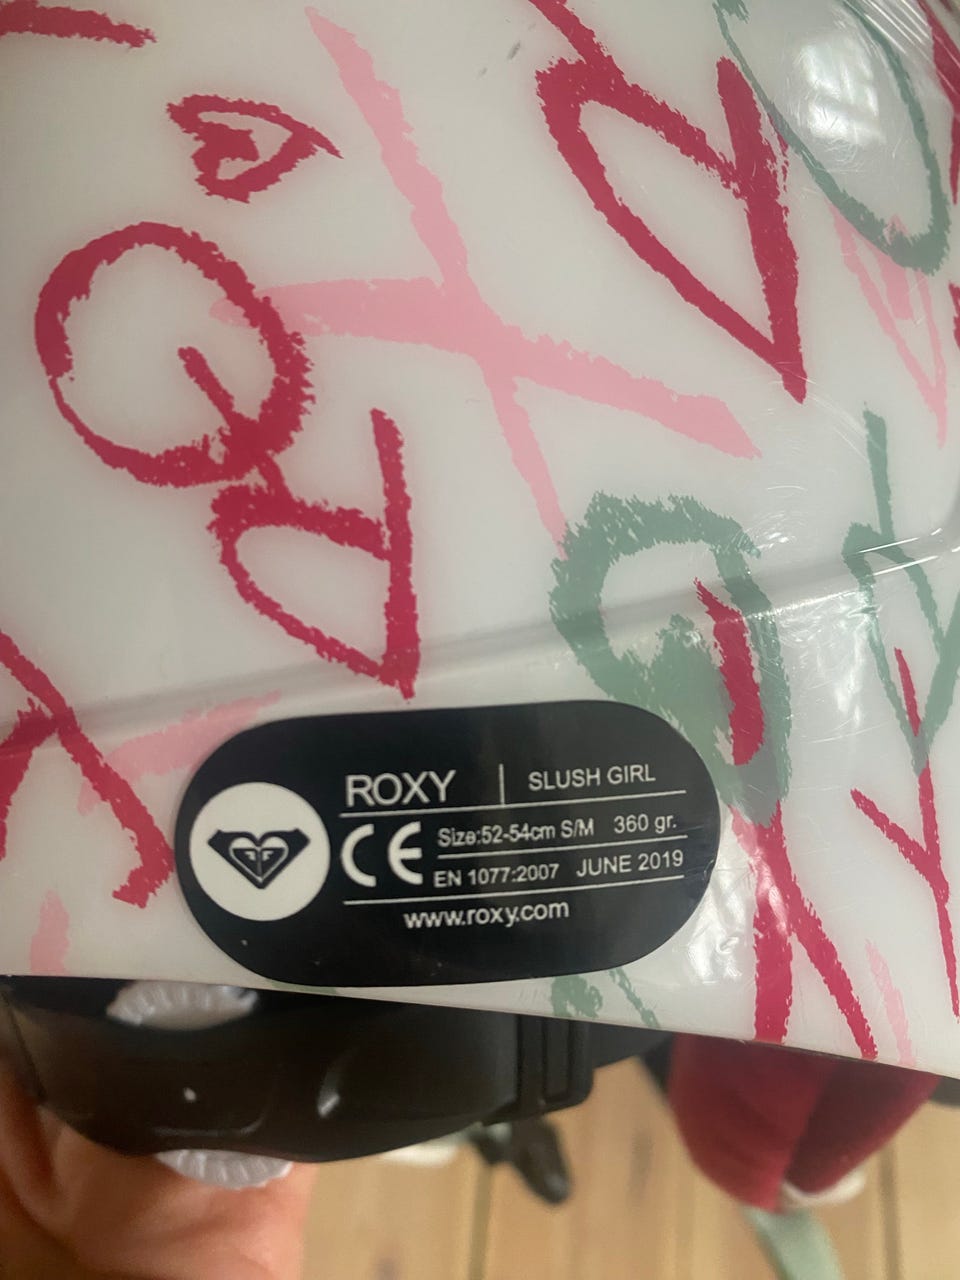 ROXY | SLUSH GIRL
CE Size:52-54cm S/M 360 gr.
EN 1077:2007 JUNE 2019
www.roxy.com